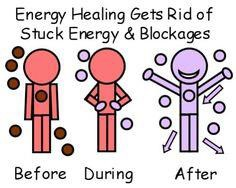 Energy Healing Gets Rid of
Stuck Energy & Blockages
Before During After